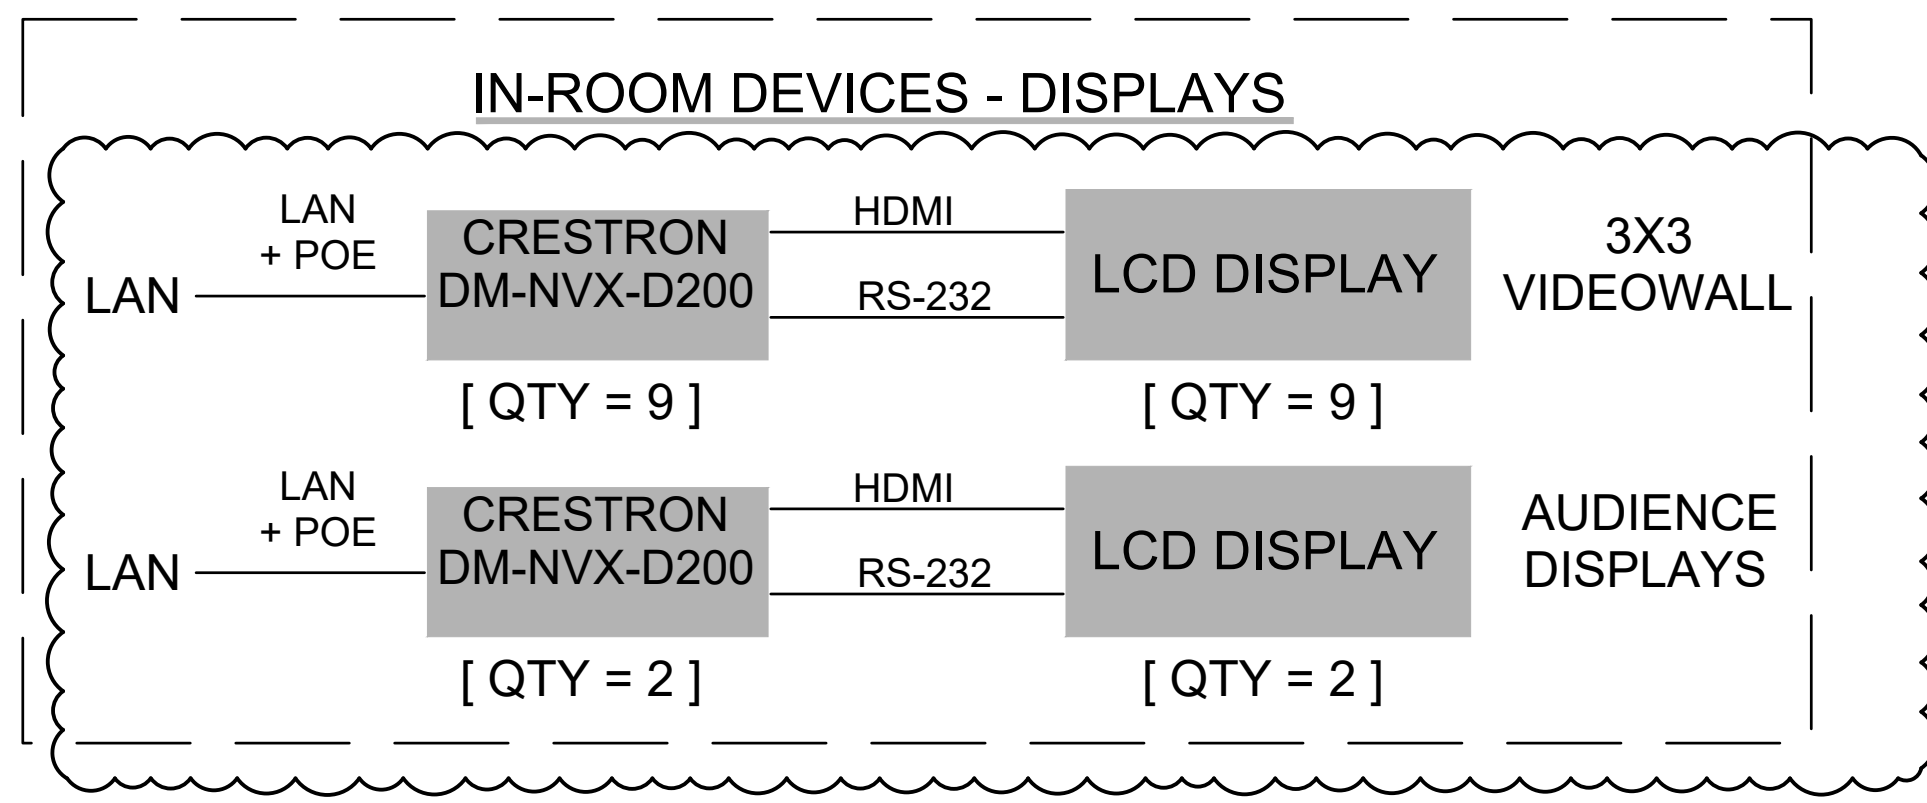 IN-ROOM DEVICES - DISPLAYS
LAN
+ POE
LAN
CRESTRON
DM-NVX-D200
HDMI
RS-232
LCD DISPLAY
3X3
VIDEOWALL
[ QTY = 9 ]
[ QTY = 9 ]
LAN
+ POE
LAN
CRESTRON
DM-NVX-D200
HDMI
RS-232
LCD DISPLAY
AUDIENCE
DISPLAYS
[ QTY = 2 ]
[ QTY = 2 ]